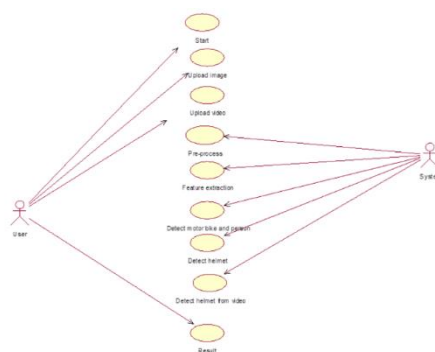 Start
Upload image
Upload video
Pre-process
Feature extraction
Detect motor bike and person
Detect helmet
Detect helmet from video
Result
User
Syste